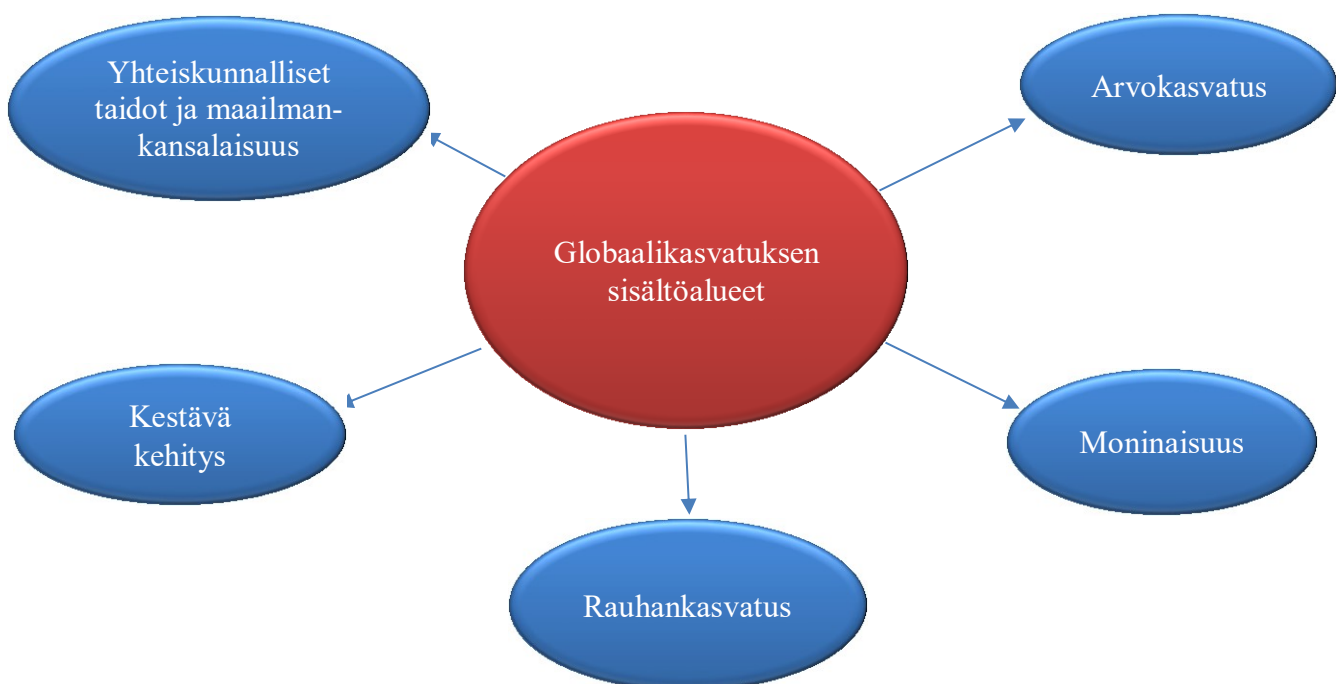 Yhteiskunnalliset
taidot ja maailman-
kansalaisuus
Arvokasvatus
Globaalikasvatuksen
sisältöalueet
Kestävä
kehitys
Moninaisuus
Rauhankasvatus